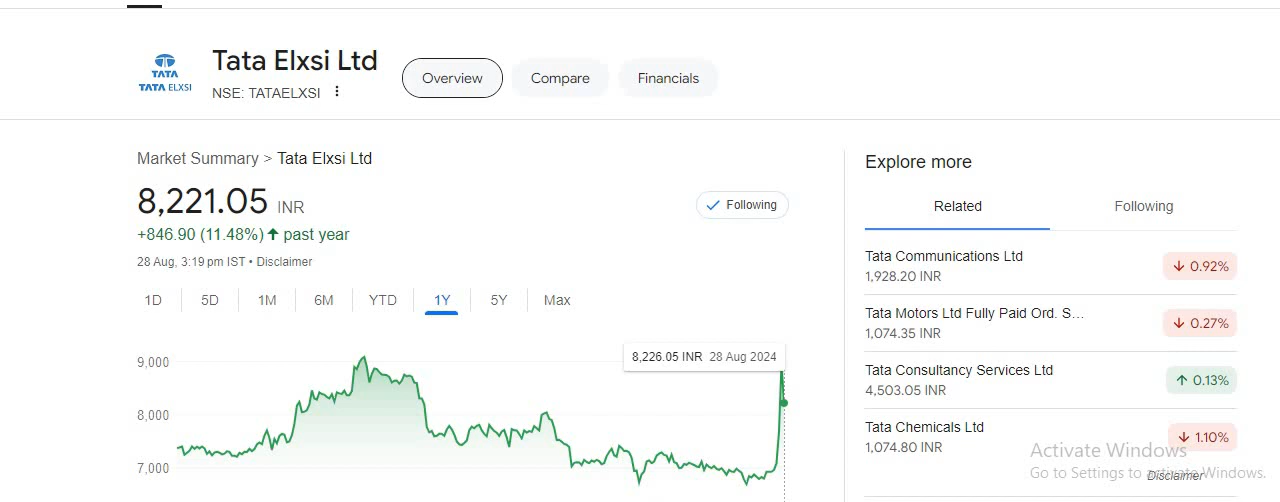 Tata Elxsi Ltd
TATA
TATA ELXSI
NSE: TATAELXSI
Overview
Compare
Financials
Market Summary > Tata Elxsi Ltd
8,221.05 INR
+846.90 (11.48%) ↑ past year
28 Aug, 3:19 pm IST • Disclaimer
Following
1D 5D 1M 6M YTD 1Y 5Y Max
8,226.05 INR 28 Aug 2024
9,000
8,000
7,000
Explore more
Related Following
Tata Communications Ltd
1,928.20 INR
↓ 0.92%
Tata Motors Ltd Fully Paid Ord. S...
1,074.35 INR
↓ 0.27%
Tata Consultancy Services Ltd
4,503.05 INR
↑ 0.13%
Tata Chemicals Ltd
1,074.80 INR
↓ 1.10%
Activate Windows
Go to Settings to activate Windows.
Disclaimer